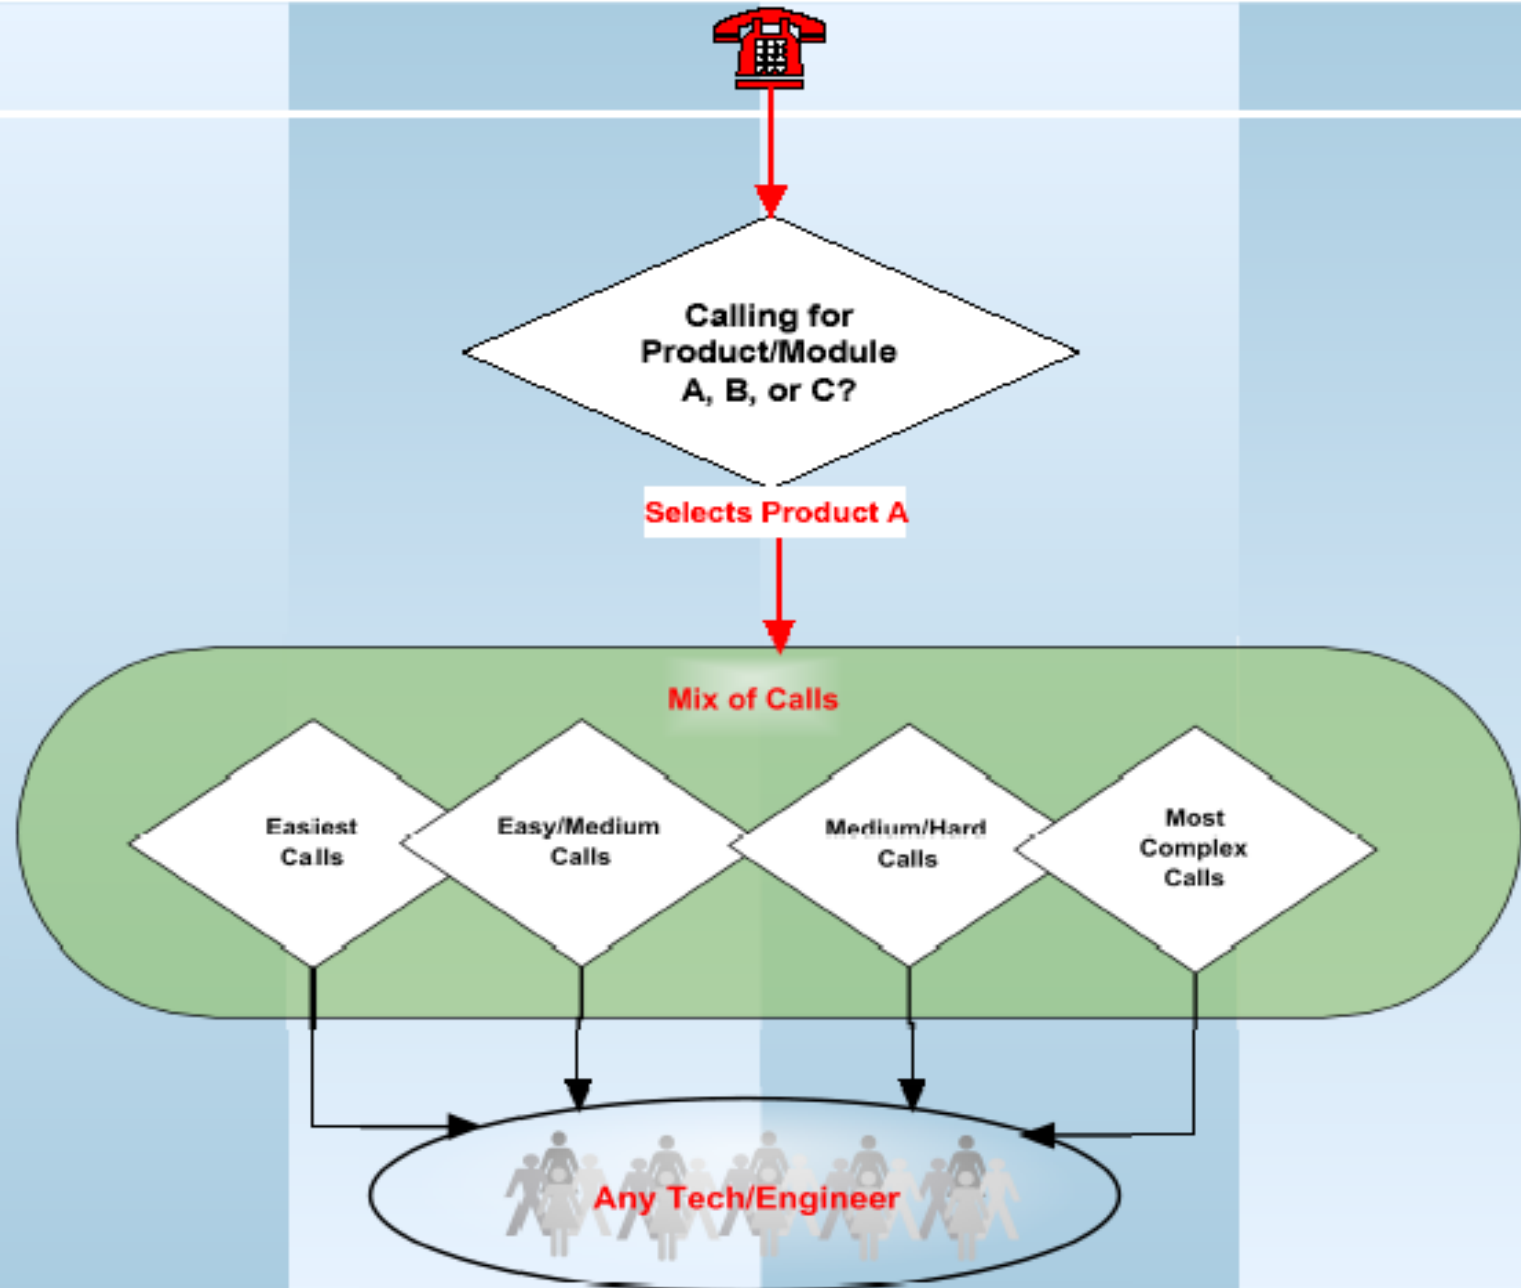 Calling for
Product/Module
A, B, or C?
Selects Product A
Mix of Calls
Easiest
Calls
Easy/Medium
Calls
Medium/Hard
Calls
Most
Complex
Calls
Any Tech/Engineer